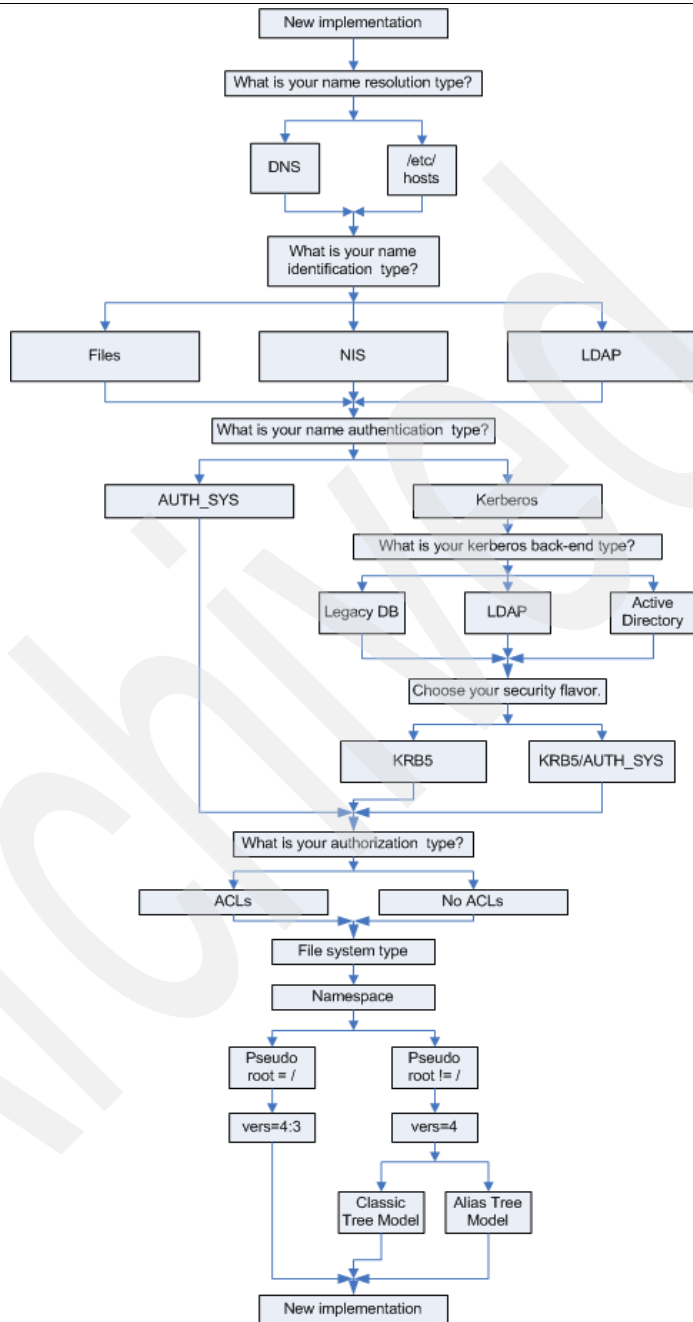 New implementation
What is your name resolution type?
DNS
/etc/
hosts
What is your name
identification type?
Files
NIS
LDAP
What is your name authentication type?
AUTH_SYS
Kerberos
What is your kerberos back-end type?
Legacy DB
LDAP
Active
Directory
Choose your security flavor.
KRB5
KRB5/AUTH_SYS
What is your authorization type?
ACLs
No ACLs
File system type
Namespace
Pseudo
root = /
Pseudo
root != /
vers=4:3
vers=4
Classic
Tree Model
Alias Tree
Model
New implementation
Archived